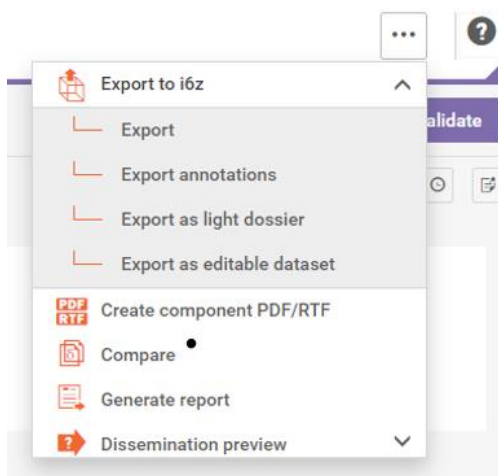 ...
?
Export to i6z
alidate
Export
Export annotations
Export as light dossier
Export as editable dataset
PDF
RTF
Create component PDF/RTF
Compare
Generate report
?
Dissemination preview